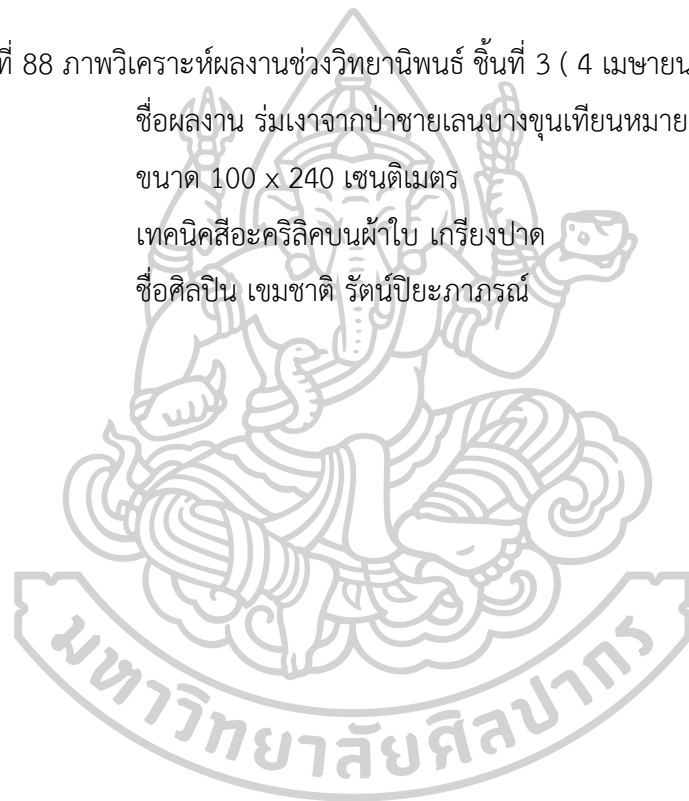 ที่ 88 ภาพวิเคราะห์ผลงานช่วงวิทยานิพนธ์ ชิ้นที่ 3 ( 4 เมษายน
ชื่อผลงาน ร่มเงาจากป่าชายเลนบางขุนเทียนหมาย
ขนาด 100 x 240 เซนติเมตร
เทคนิคสีอะคริลิคบนผ้าใบ เกรียงปาด
ชื่อศิลปิน เขมชาติ รัตน์ปิยะภาภรณ์
มหาวิทยาลัยศิลปากร